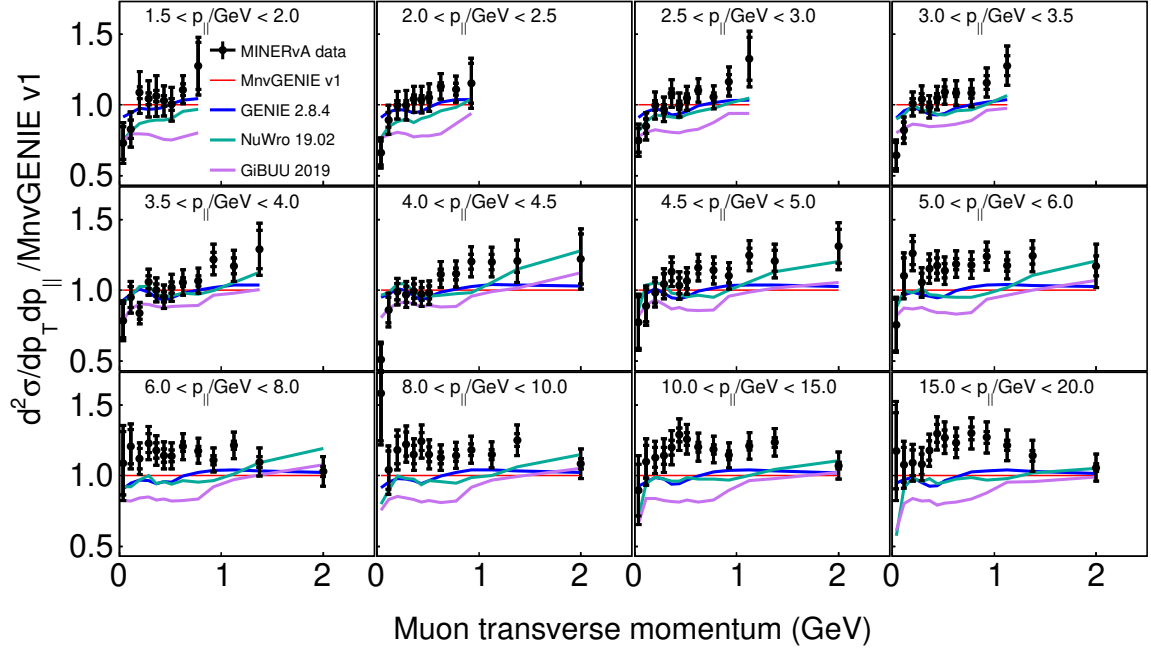 1.5 < p||/GeV < 2.0
2.0 < p||/GeV < 2.5
2.5 < p||/GeV < 3.0
3.0 < p||/GeV < 3.5
MINERvA data
MnvGENIE v1
GENIE 2.8.4
NuWro 19.02
GiBUU 2019
1.5
1.0
0.5
3.5 < p||/GeV < 4.0
4.0 < p||/GeV < 4.5
4.5 < p||/GeV < 5.0
5.0 < p||/GeV < 6.0
1.5
1.0
0.5
6.0 < p||/GeV < 8.0
8.0 < p||/GeV < 10.0
10.0 < p||/GeV < 15.0
15.0 < p||/GeV < 20.0
1.5
1.0
0.5
0 1 2 0 1 2 0 1 2 0 1 2
d²σ/dp_T dp_|| /MnvGENIE v1
Muon transverse momentum (GeV)